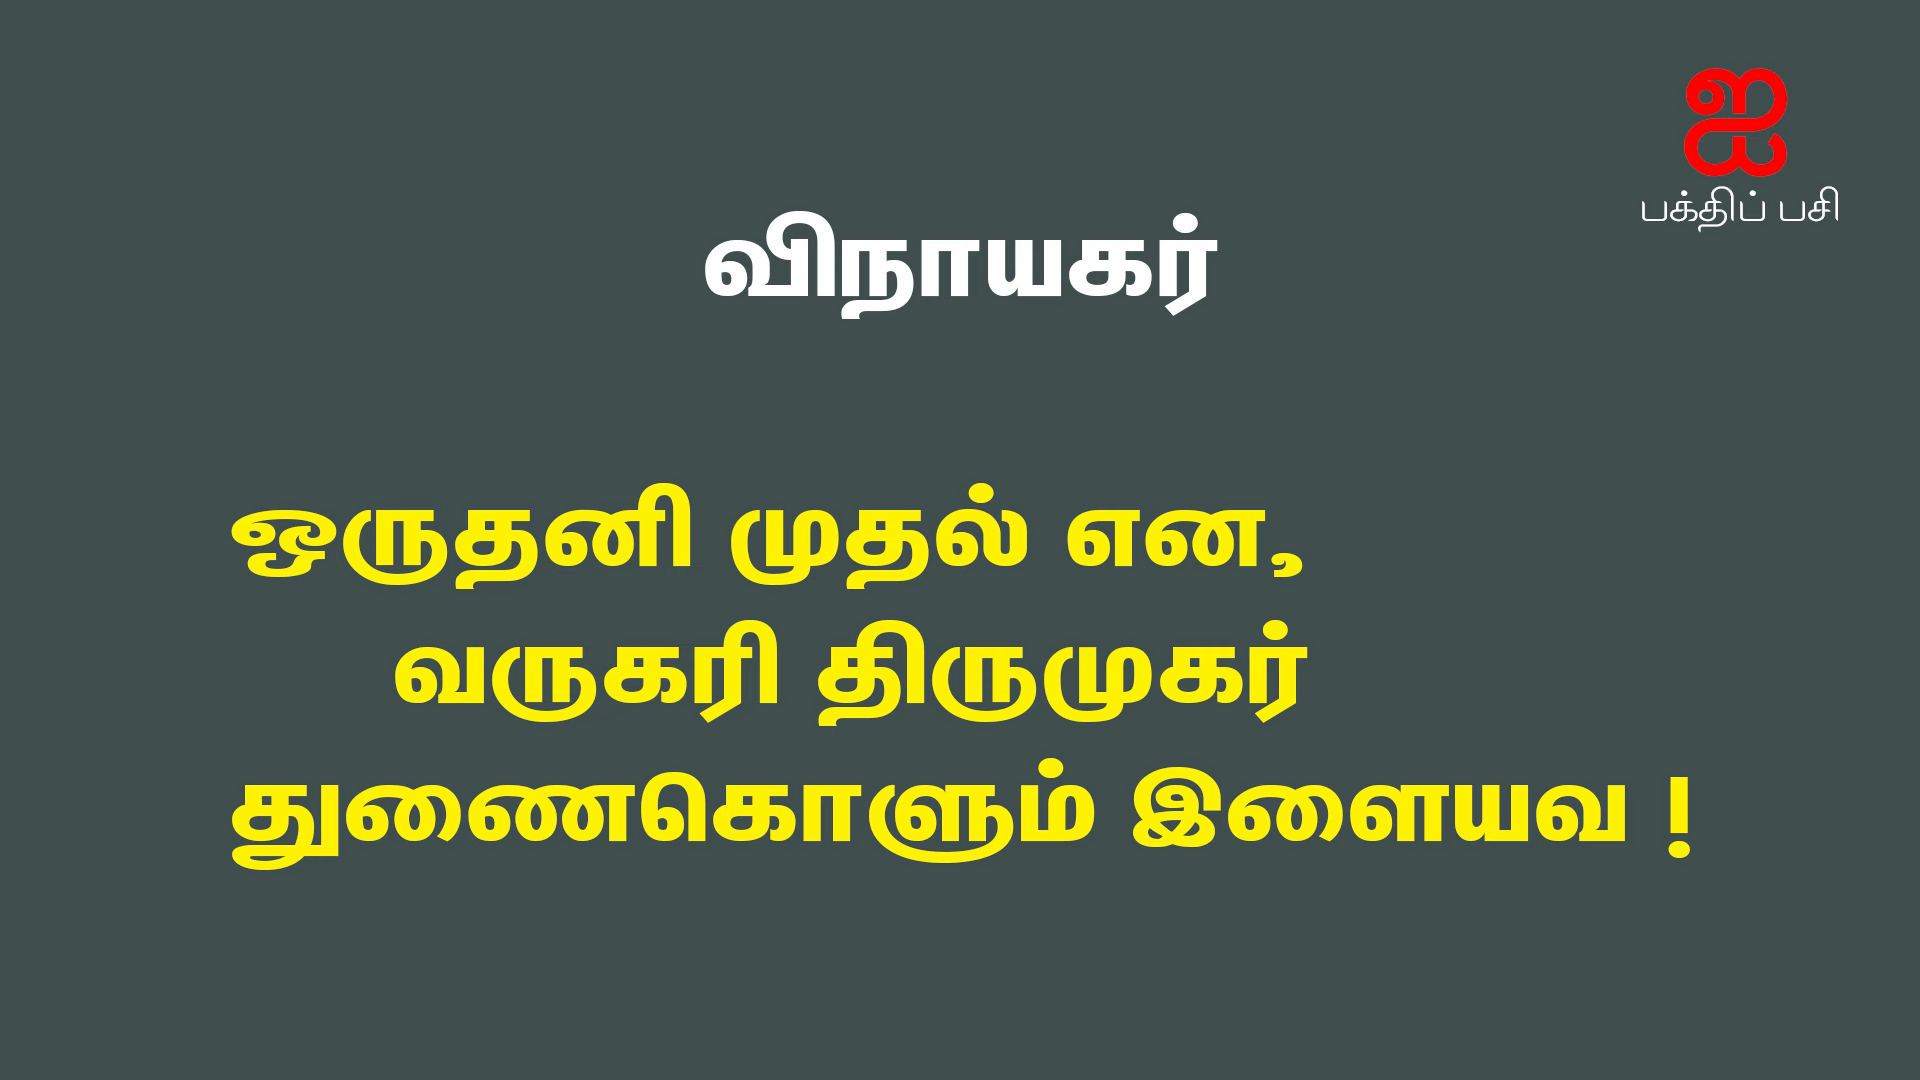 ஐ
பக்திப் பசி
விநாயகர்
ஒருதனி முதல் என,
வருகரி திருமுகர்
துணைகொளும் இளையவ !